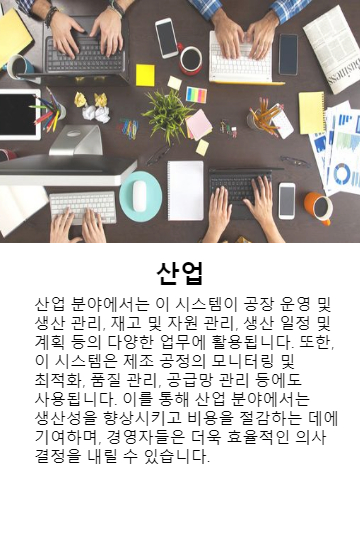 BUSINESS
산업
산업 분야에서는 이 시스템이 공장 운영 및
생산 관리, 재고 및 자원 관리, 생산 일정 및
계획 등의 다양한 업무에 활용됩니다. 또한,
이 시스템은 제조 공정의 모니터링 및
최적화, 품질 관리, 공급망 관리 등에도
사용됩니다. 이를 통해 산업 분야에서는
생산성을 향상시키고 비용을 절감하는 데에
기여하며, 경영자들은 더욱 효율적인 의사
결정을 내릴 수 있습니다.